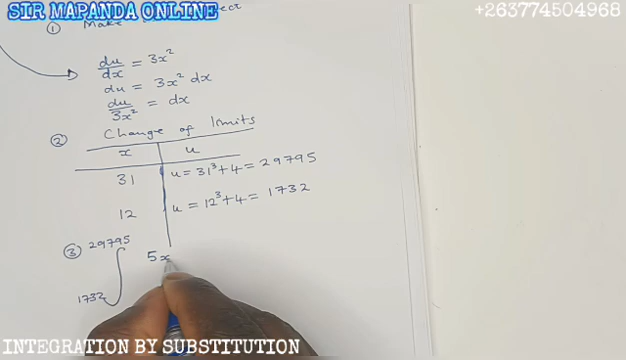 SIR MAPANDA ONLINE
+263774504968
① Make
du/dx = 3x²
du = 3x² dx
du/3x² = dx
② Change of limits
x | u
31 | u = 31³+4 = 29795
12 | u = 12³+4 = 1732
③ 29795
∫ 5x
1732
INTEGRATION BY SUBSTITUTION